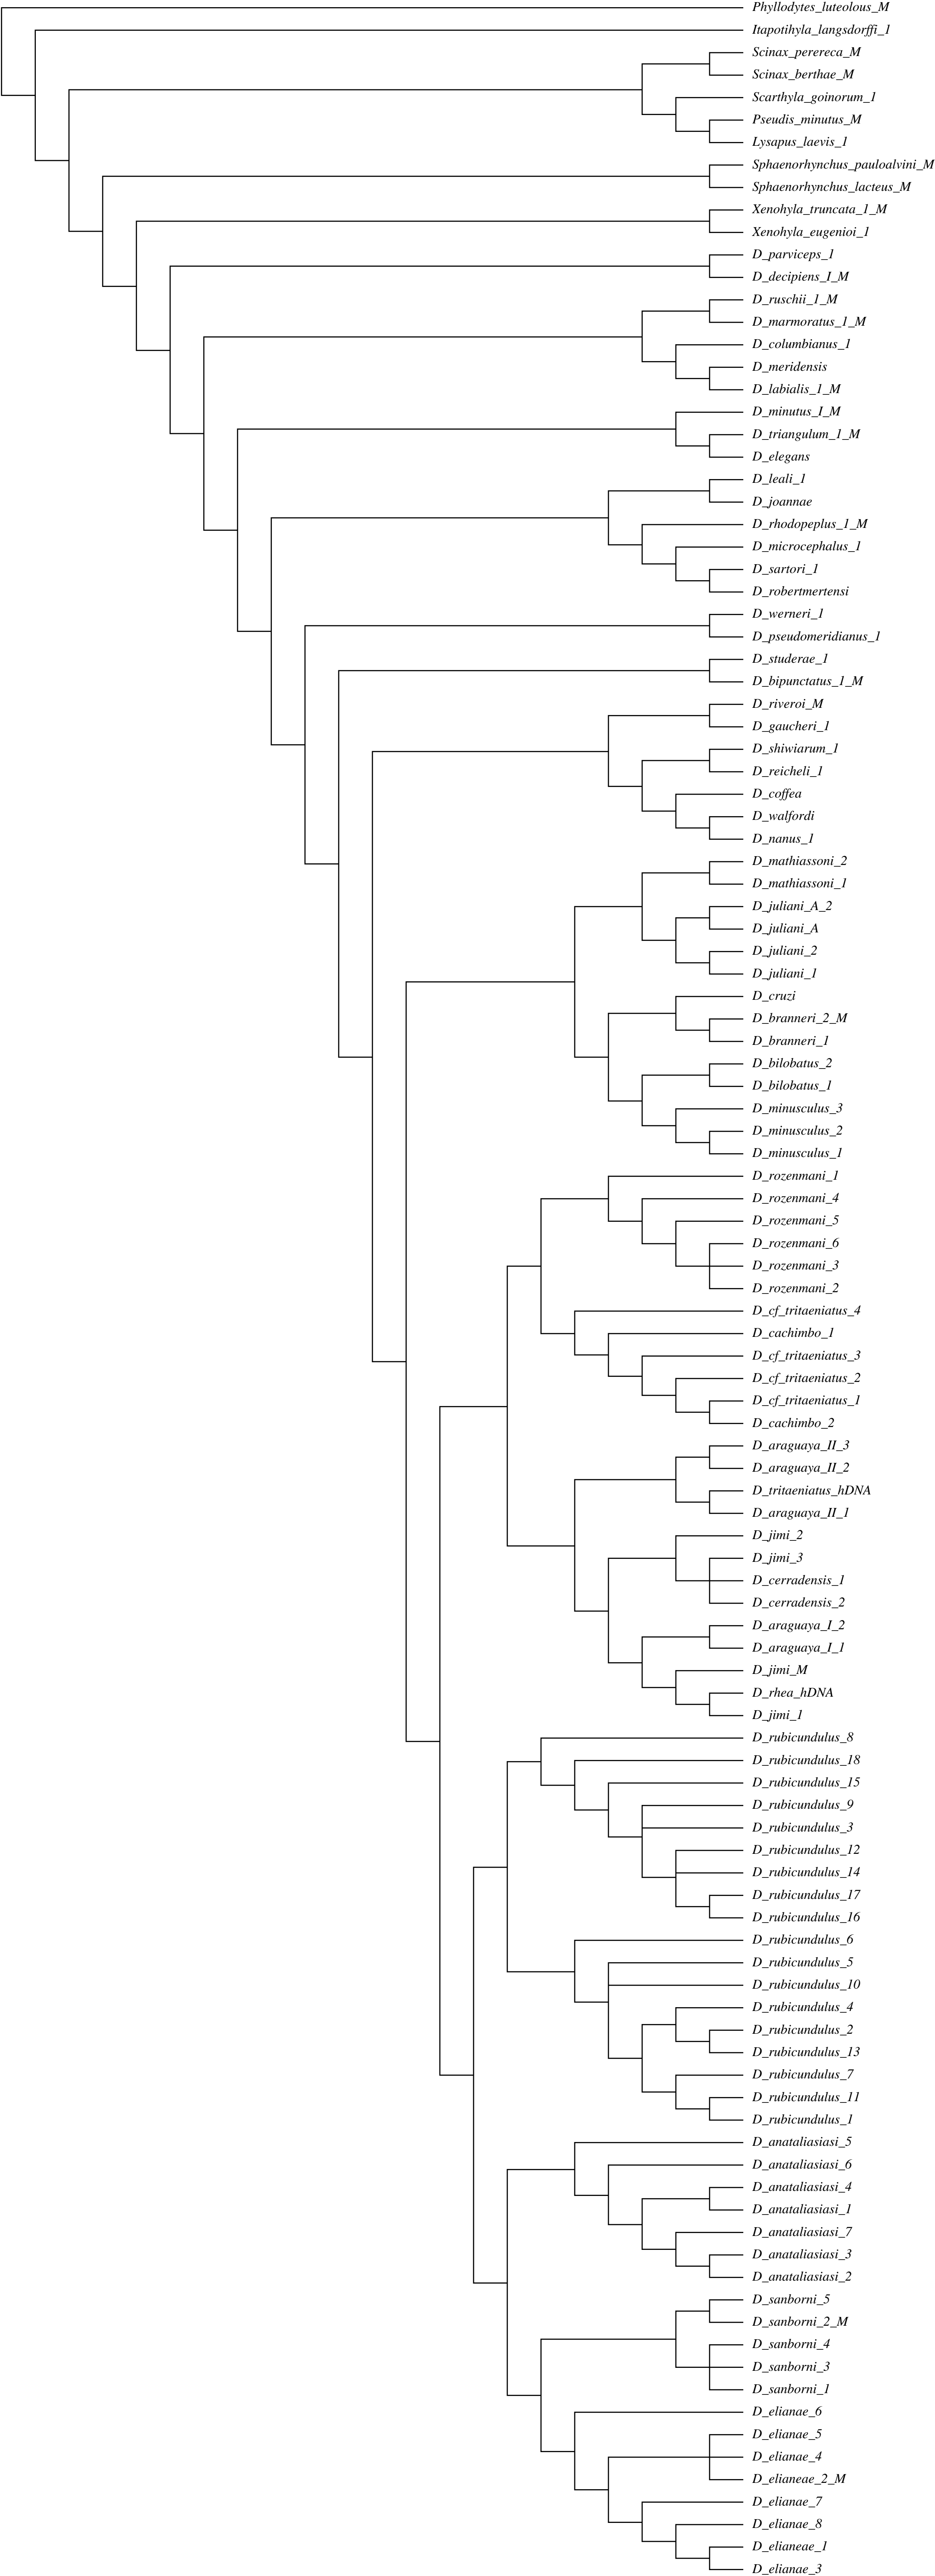 Phyllodytes_luteolous_M
Itapotihyla_langsdorffi_1
Scinax_perereca_M
Scinax_berthae_M
Scarthyla_goinorum_1
Pseudis_minutus_M
Lysapus_laevis_1
Sphaenorhynchus_pauloalvini_M
Sphaenorhynchus_lacteus_M
Xenohyla_truncata_1_M
Xenohyla_eugenioi_1
D_parviceps_1
D_decipiens_I_M
D_ruschii_1_M
D_marmoratus_1_M
D_columbianus_1
D_meridensis
D_labialis_1_M
D_minutus_I_M
D_triangulum_1_M
D_elegans
D_leali_1
D_joannae
D_rhodopeplus_1_M
D_microcephalus_1
D_sartori_1
D_robertmertensi
D_werneri_1
D_pseudomeridianus_1
D_studerae_1
D_bipunctatus_1_M
D_riveroi_M
D_gaucheri_1
D_shiwiarum_1
D_reicheli_1
D_coffea
D_walfordi
D_nanus_1
D_mathiassoni_2
D_mathiassoni_1
D_juliani_A_2
D_juliani_A
D_juliani_2
D_juliani_1
D_cruzi
D_branneri_2_M
D_branneri_1
D_bilobatus_2
D_bilobatus_1
D_minusculus_3
D_minusculus_2
D_minusculus_1
D_rozenmani_1
D_rozenmani_4
D_rozenmani_5
D_rozenmani_6
D_rozenmani_3
D_rozenmani_2
D_cf_tritaeniatus_4
D_cachimbo_1
D_cf_tritaeniatus_3
D_cf_tritaeniatus_2
D_cf_tritaeniatus_1
D_cachimbo_2
D_araguaya_II_3
D_araguaya_II_2
D_tritaeniatus_hDNA
D_araguaya_II_1
D_jimi_2
D_jimi_3
D_cerradensis_1
D_cerradensis_2
D_araguaya_I_2
D_araguaya_I_1
D_jimi_M
D_rhea_hDNA
D_jimi_1
D_rubicundulus_8
D_rubicundulus_18
D_rubicundulus_15
D_rubicundulus_9
D_rubicundulus_3
D_rubicundulus_12
D_rubicundulus_14
D_rubicundulus_17
D_rubicundulus_16
D_rubicundulus_6
D_rubicundulus_5
D_rubicundulus_10
D_rubicundulus_4
D_rubicundulus_2
D_rubicundulus_13
D_rubicundulus_7
D_rubicundulus_11
D_rubicundulus_1
D_anataliasiasi_5
D_anataliasiasi_6
D_anataliasiasi_4
D_anataliasiasi_1
D_anataliasiasi_7
D_anataliasiasi_3
D_anataliasiasi_2
D_sanborni_5
D_sanborni_2_M
D_sanborni_4
D_sanborni_3
D_sanborni_1
D_elianae_6
D_elianae_5
D_elianae_4
D_elianeae_2_M
D_elianae_7
D_elianae_8
D_elianeae_1
D_elianae_3